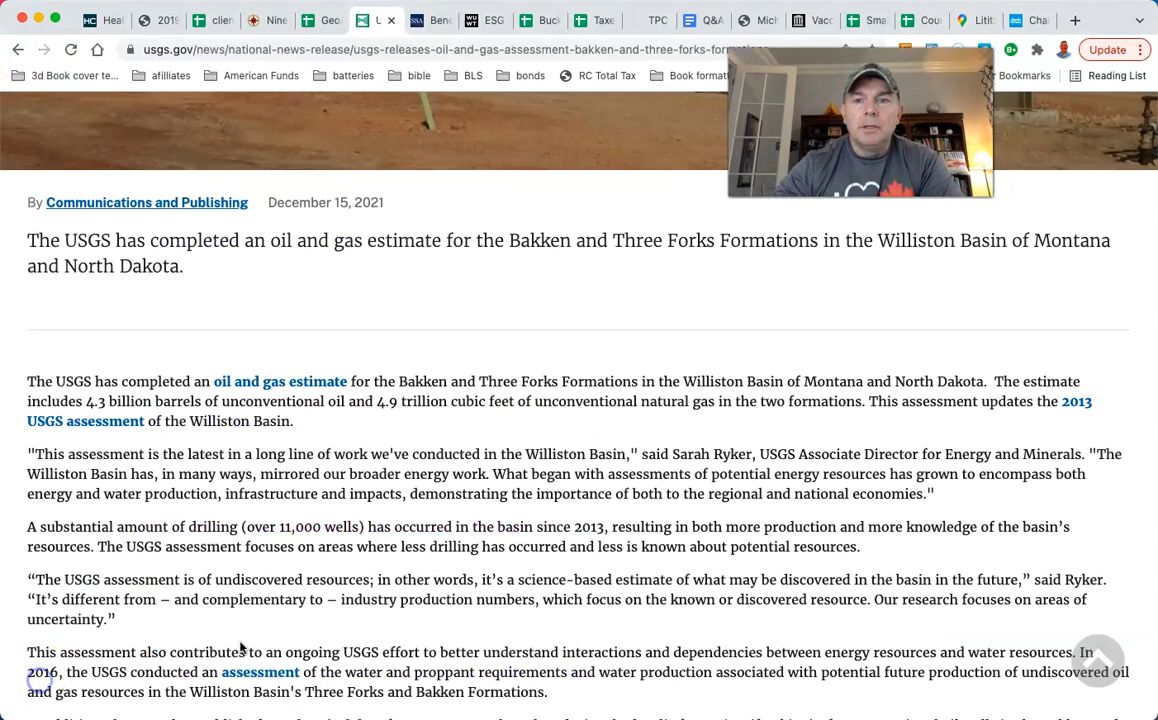 Heal
2019
clien
Nine
Geo
U
Ben
ESG
Buck
Taxe
TPC
Q&A
Mich
Vacc
Sma
Cou
Litit
Cha
usgs.gov/news/national-news-release/usgs-releases-oil-and-gas-assessment-bakken-and-three-forks-formations
Update
3d Book cover te...
afiliates
American Funds
batteries
bible
BLS
bonds
RC Total Tax
Book format
Bookmarks
Reading List
By Communications and Publishing December 15, 2021
The USGS has completed an oil and gas estimate for the Bakken and Three Forks Formations in the Williston Basin of Montana
and North Dakota.
The USGS has completed an oil and gas estimate for the Bakken and Three Forks Formations in the Williston Basin of Montana and North Dakota. The estimate
includes 4.3 billion barrels of unconventional oil and 4.9 trillion cubic feet of unconventional natural gas in the two formations. This assessment updates the 2013
USGS assessment of the Williston Basin.
"This assessment is the latest in a long line of work we've conducted in the Williston Basin," said Sarah Ryker, USGS Associate Director for Energy and Minerals. "The
Williston Basin has, in many ways, mirrored our broader energy work. What began with assessments of potential energy resources has grown to encompass both
energy and water production, infrastructure and impacts, demonstrating the importance of both to the regional and national economies."
A substantial amount of drilling (over 11,000 wells) has occurred in the basin since 2013, resulting in both more production and more knowledge of the basin’s
resources. The USGS assessment focuses on areas where less drilling has occurred and less is known about potential resources.
“The USGS assessment is of undiscovered resources; in other words, it’s a science-based estimate of what may be discovered in the basin in the future,” said Ryker.
“It’s different from – and complementary to – industry production numbers, which focus on the known or discovered resource. Our research focuses on areas of
uncertainty.”
This assessment also contributes to an ongoing USGS effort to better understand interactions and dependencies between energy resources and water resources. In
2016, the USGS conducted an assessment of the water and proppant requirements and water production associated with potential future production of undiscovered oil
and gas resources in the Williston Basin's Three Forks and Bakken Formations.